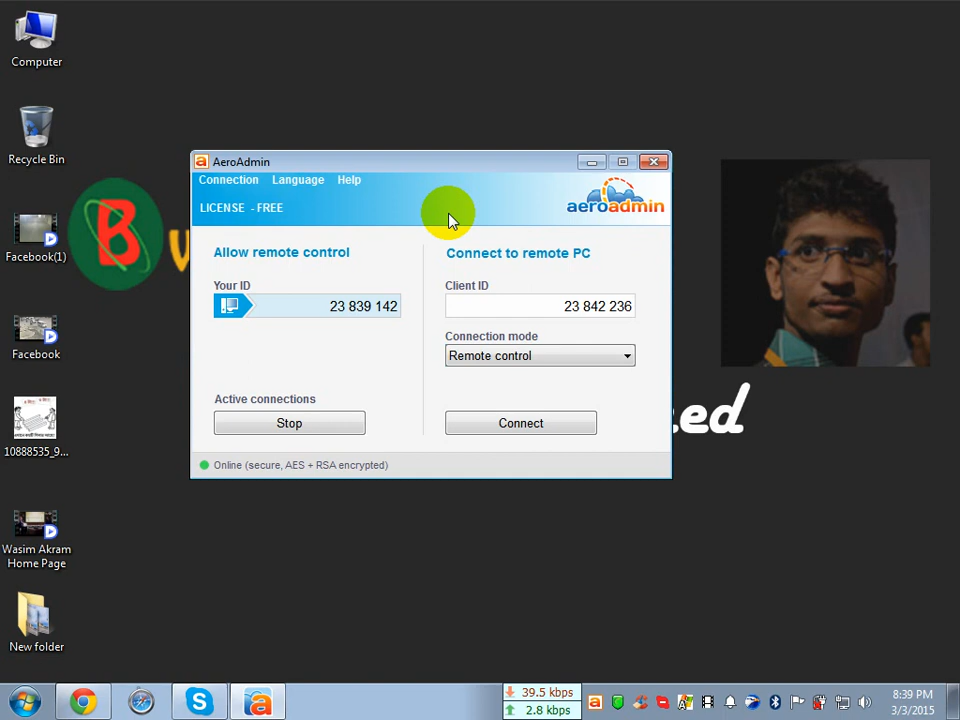 Computer
Recycle Bin
Facebook(1)
Facebook
10888535_9...
Wasim Akram
Home Page
New folder
B
AeroAdmin
Connection Language Help
LICENSE - FREE
aeroadmin
Allow remote control
Your ID
23 839 142
Active connections
Stop
Connect to remote PC
Client ID
23 842 236
Connection mode
Remote control
Connect
Online (secure, AES + RSA encrypted)
39.5 kbps
2.8 kbps
8:39 PM
3/3/2015